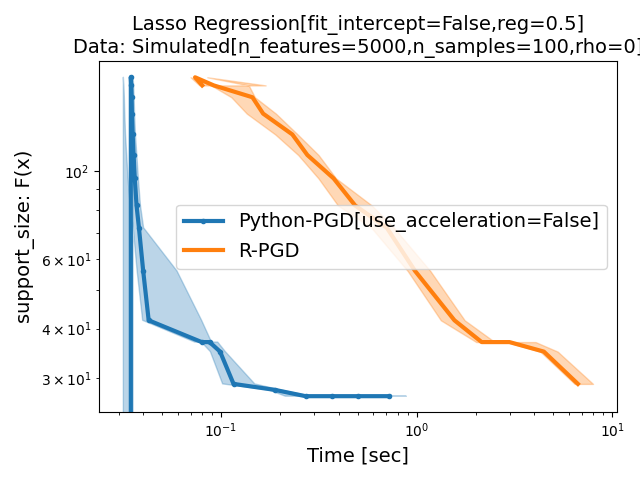 Lasso Regression[fit_intercept=False,reg=0.5]
Data: Simulated[n_features=5000,n_samples=100,rho=0]
support_size: F(x)
10²
6 × 10¹
4 × 10¹
3 × 10¹
Python-PGD[use_acceleration=False]
R-PGD
10⁻¹
10⁰
10¹
Time [sec]